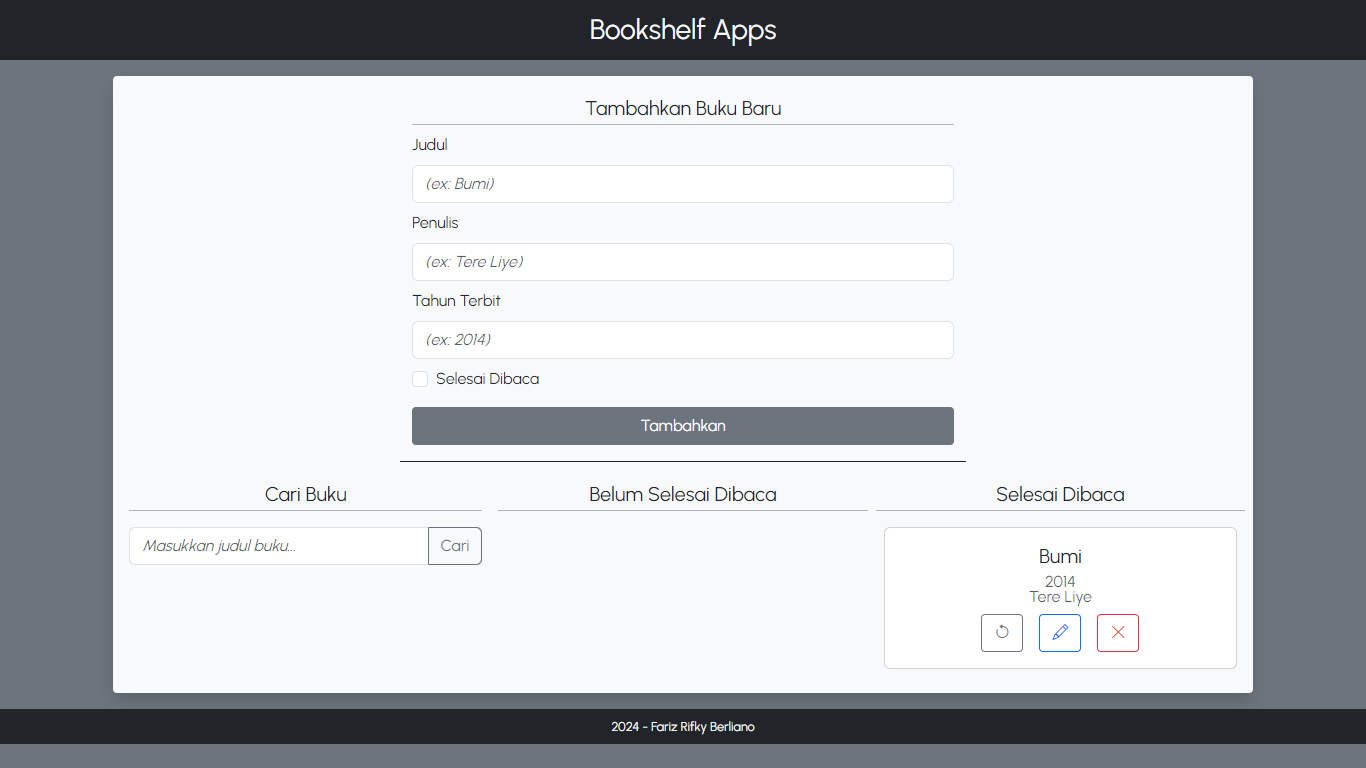 Bookshelf Apps
Tambahkan Buku Baru
Judul
(ex: Bumi)
Penulis
(ex: Tere Liye)
Tahun Terbit
(ex: 2014)
Selesai Dibaca
Tambahkan
Cari Buku
Masukkan judul buku...
Cari
Belum Selesai Dibaca
Selesai Dibaca
Bumi
2014
Tere Liye
2024 - Fariz Rifky Berliano